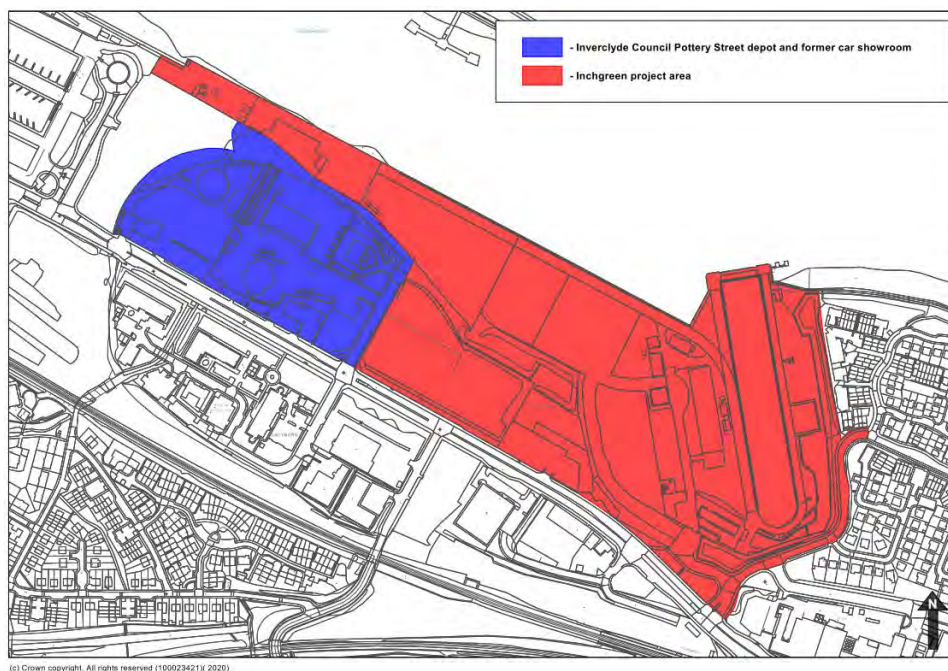 - Inverclyde Council Pottery Street depot and former car showroom
- Inchgreen project area
N
(c) Crown copyright. All rights reserved (100023421)( 2020)